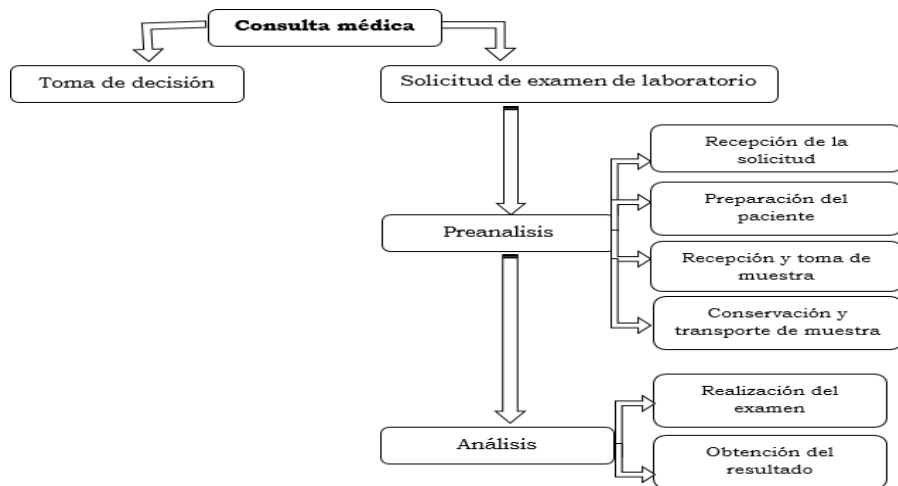 Consulta médica
Toma de decisión
Solicitud de examen de laboratorio
Recepción de la
solicitud
Preparación del
paciente
Preanalisis
Recepción y toma de
muestra
Conservación y
transporte de muestra
Realización del
examen
Análisis
Obtención del
resultado